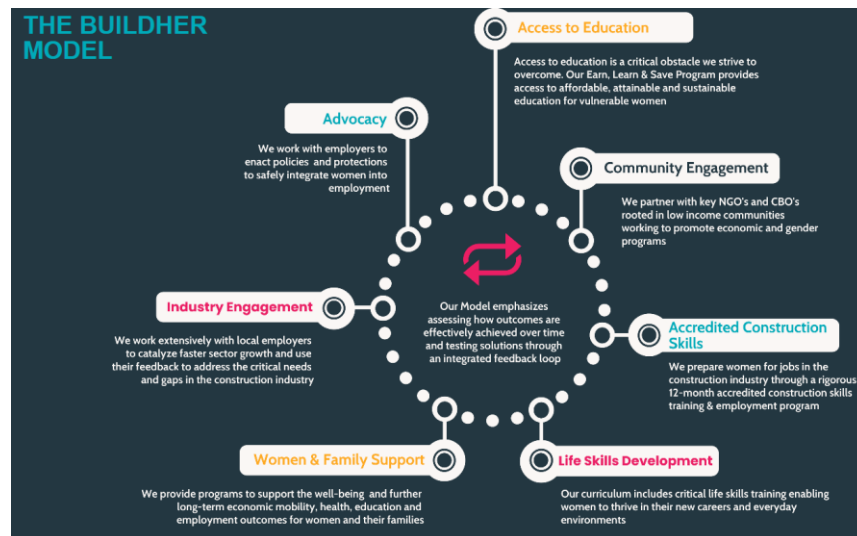 THE BUILDHER
MODEL
Access to Education
Access to education is a critical obstacle we strive to
overcome. Our Earn, Learn & Save Program provides
access to affordable, attainable and sustainable
education for vulnerable women
Community Engagement
We partner with key NGO's and CBO's
rooted in low income communities
working to promote economic and gender
programs
Accredited Construction
Skills
We prepare women for jobs in the
construction industry through a rigorous
12-month accredited construction skills
training & employment program
Life Skills Development
Our curriculum includes critical life skills training enabling
women to thrive in their new careers and everyday
environments
Women & Family Support
We provide programs to support the well-being and further
long-term economic mobility, health, education and
employment outcomes for women and their families
Industry Engagement
We work extensively with local employers
to catalyze faster sector growth and use
their feedback to address the critical needs
and gaps in the construction industry
Advocacy
We work with employers to
enact policies and protections
to safely integrate women into
employment
Our Model emphasizes
assessing how outcomes are
effectively achieved over time
and testing solutions through
an integrated feedback loop